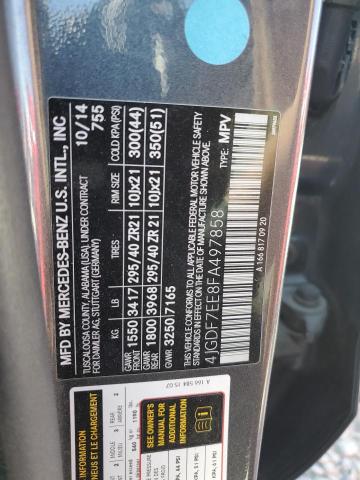 MFD BY MERCEDES-BENZ U.S. INTL., INC
TUSCALOOSA COUNTY, ALABAMA (USA), UNDER CONTRACT
FOR DAIMLER AG, STUTTGART (GERMANY)
10/14
755
KG LB TIRES RIM SIZE COLD KPA (PSI)
GAWR FRONT 1550 3417 295/40 ZR21 10Jx21 300(44)
GAWR REAR 1800 3968 295/40 ZR 21 10Jx21 350(51)
GVWR 3250 7165
THIS VEHICLE CONFORMS TO ALL APPLICABLE FEDERAL MOTOR VEHICLE SAFETY
STANDARDS IN EFFECT ON THE DATE OF MANUFACTURE SHOWN ABOVE.
TYPE: MPV
4JGDF7EE8FA497858
A 166 817 09 20
A 166 584 15 07
SEE OWNER'S
MANUAL FOR
ADDITIONAL
INFORMATION